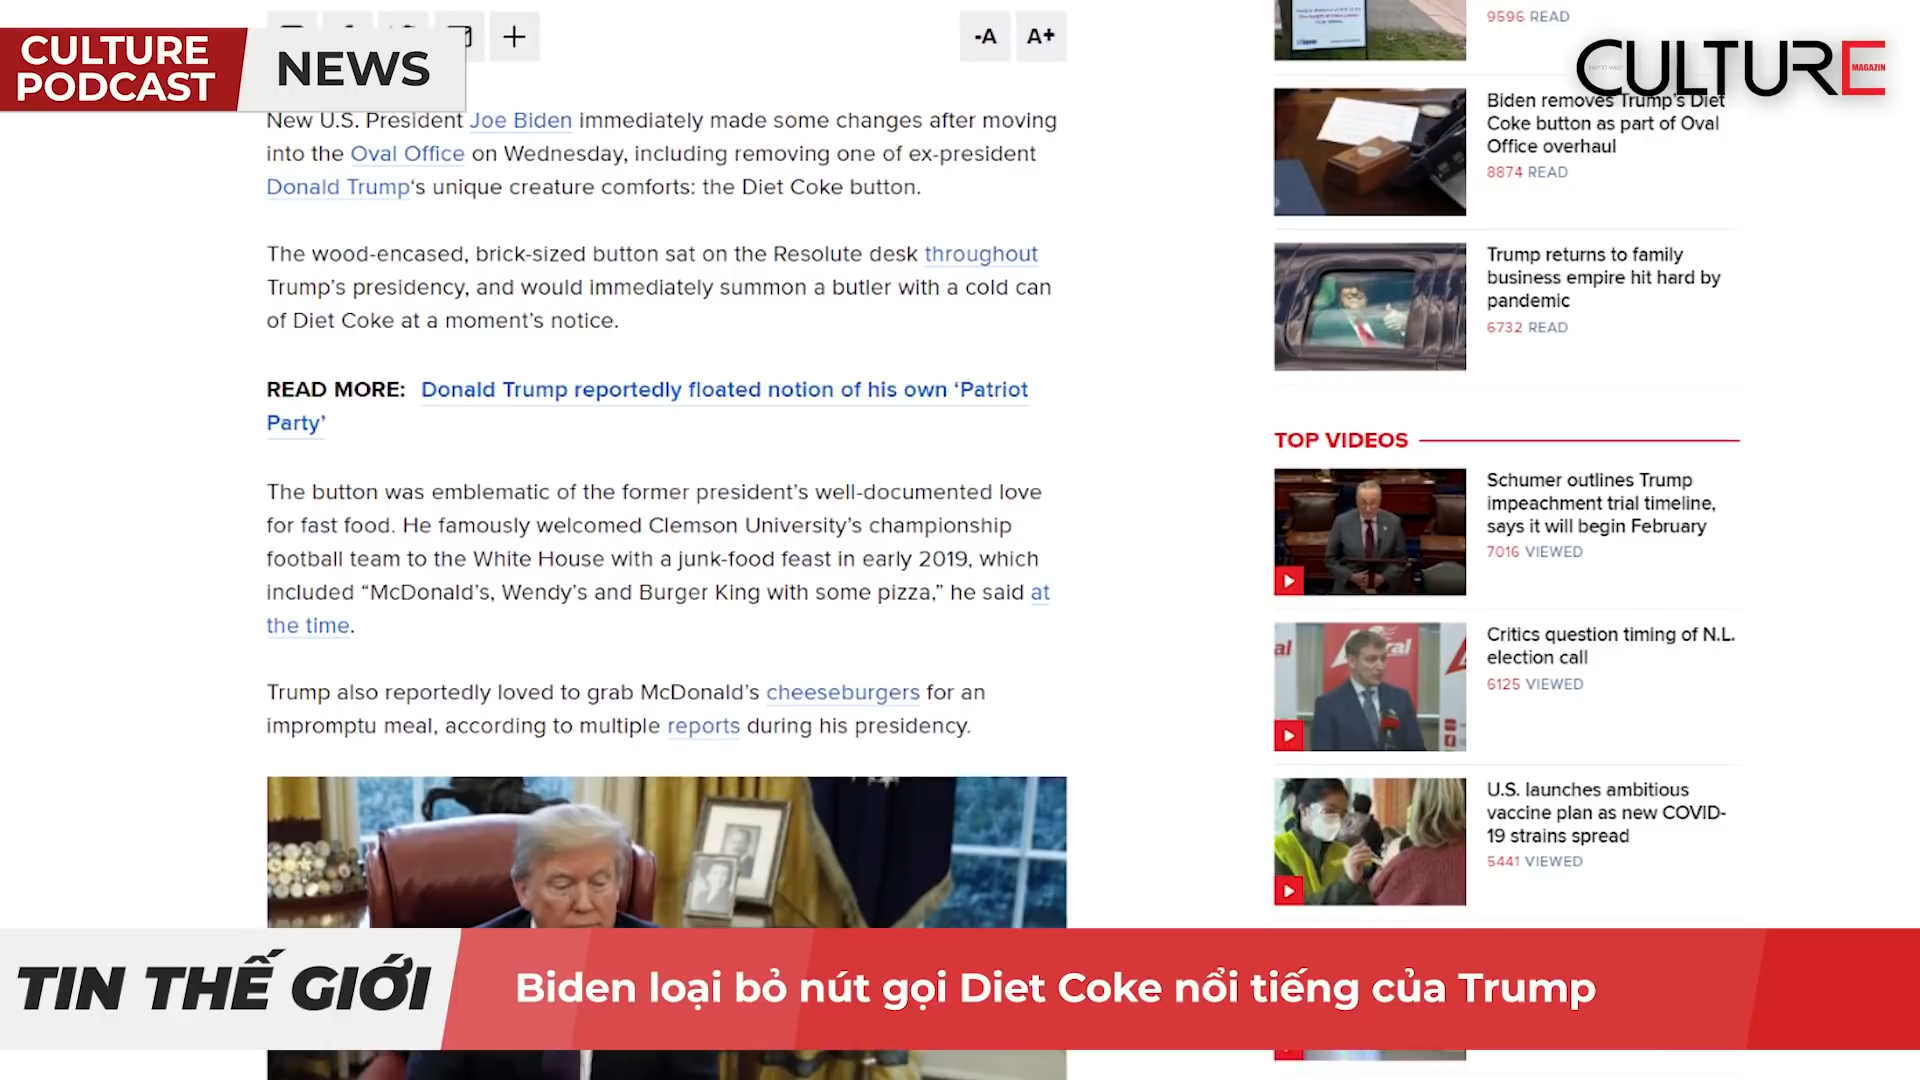 CULTURE
PODCAST
NEWS
-A
A+
New U.S. President Joe Biden immediately made some changes after moving
into the Oval Office on Wednesday, including removing one of ex-president
Donald Trump‘s unique creature comforts: the Diet Coke button.
The wood-encased, brick-sized button sat on the Resolute desk throughout
Trump’s presidency, and would immediately summon a butler with a cold can
of Diet Coke at a moment’s notice.
READ MORE: Donald Trump reportedly floated notion of his own ‘Patriot
Party’
The button was emblematic of the former president’s well-documented love
for fast food. He famously welcomed Clemson University’s championship
football team to the White House with a junk-food feast in early 2019, which
included “McDonald’s, Wendy’s and Burger King with some pizza,” he said at
the time.
Trump also reportedly loved to grab McDonald’s cheeseburgers for an
impromptu meal, according to multiple reports during his presidency.
9596 READ
CULTURE
MAGAZIN
Biden removes Trump’s Diet
Coke button as part of Oval
Office overhaul
8874 READ
Trump returns to family
business empire hit hard by
pandemic
6732 READ
TOP VIDEOS
Schumer outlines Trump
impeachment trial timeline,
says it will begin February
7016 VIEWED
Critics question timing of N.L.
election call
6125 VIEWED
U.S. launches ambitious
vaccine plan as new COVID-
19 strains spread
5441 VIEWED
TIN THẾ GIỚI
Biden loại bỏ nút gọi Diet Coke nổi tiếng của Trump